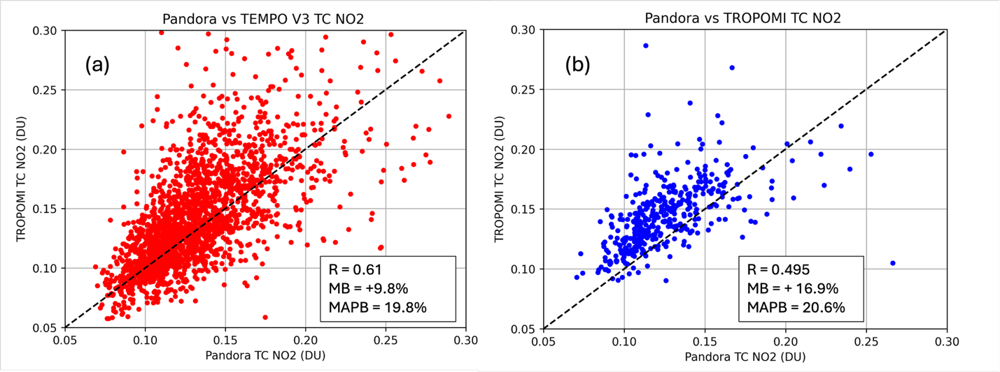 Pandora vs TEMPO V3 TC NO2
(a)
TROPOMI TC NO2 (DU)
0.30
0.25
0.20
0.15
0.10
0.05
R = 0.61
MB = +9.8%
MAPB = 19.8%
0.05 0.10 0.15 0.20 0.25 0.30
Pandora TC NO2 (DU)
Pandora vs TROPOMI TC NO2
(b)
TROPOMI TC NO2 (DU)
0.30
0.25
0.20
0.15
0.10
0.05
R = 0.495
MB = + 16.9%
MAPB = 20.6%
0.05 0.10 0.15 0.20 0.25 0.30
Pandora TC NO2 (DU)